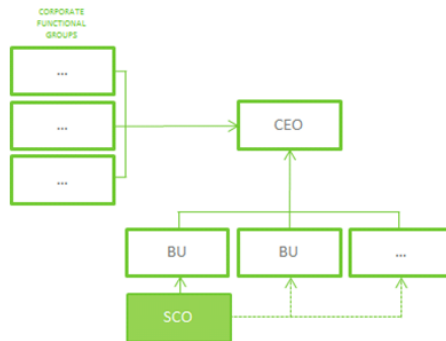 CORPORATE
FUNCTIONAL
GROUPS
...
...
...
CEO
BU
BU
...
SCO